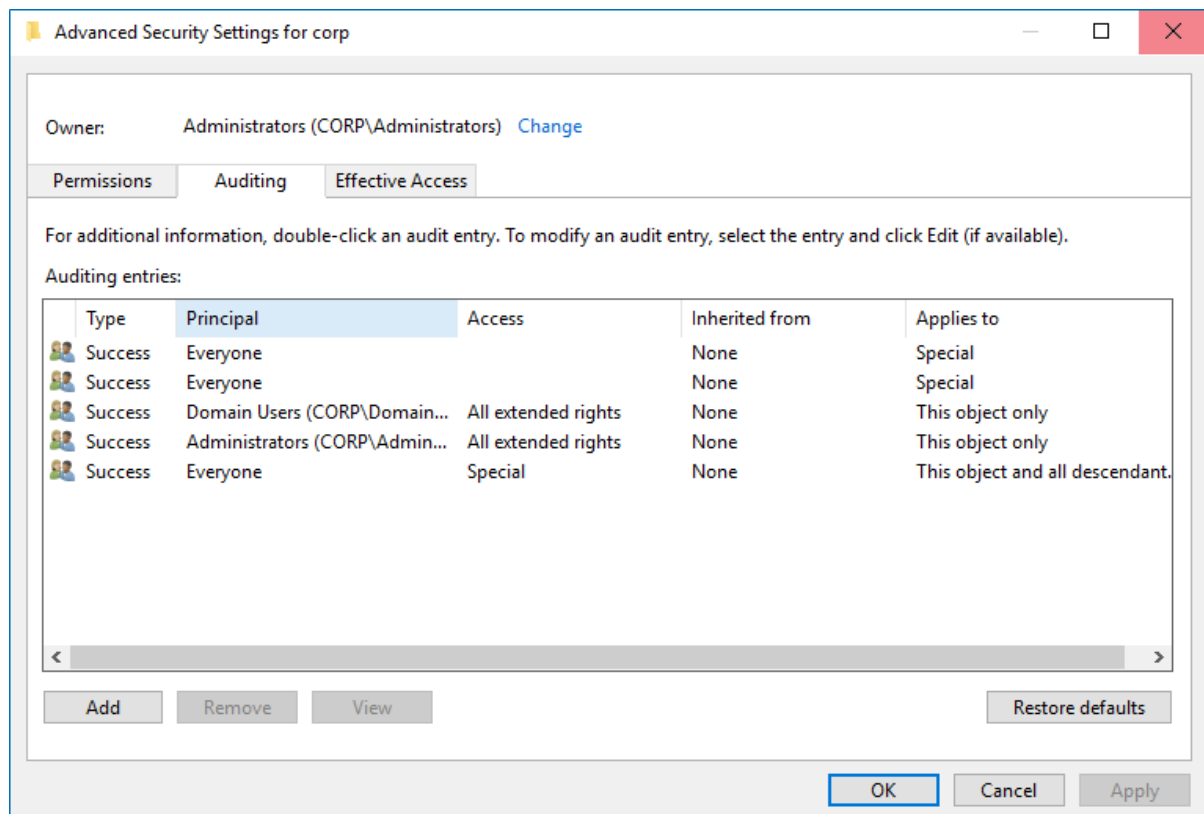 Advanced Security Settings for corp
Owner: Administrators (CORP\Administrators) Change
Permissions Auditing Effective Access
For additional information, double-click an audit entry. To modify an audit entry, select the entry and click Edit (if available).
Auditing entries:
Type Principal Access Inherited from Applies to
Success Everyone None Special
Success Everyone None Special
Success Domain Users (CORP\Domain... All extended rights None This object only
Success Administrators (CORP\Admin... All extended rights None This object only
Success Everyone Special None This object and all descendant.
Add Remove View Restore defaults
OK Cancel Apply